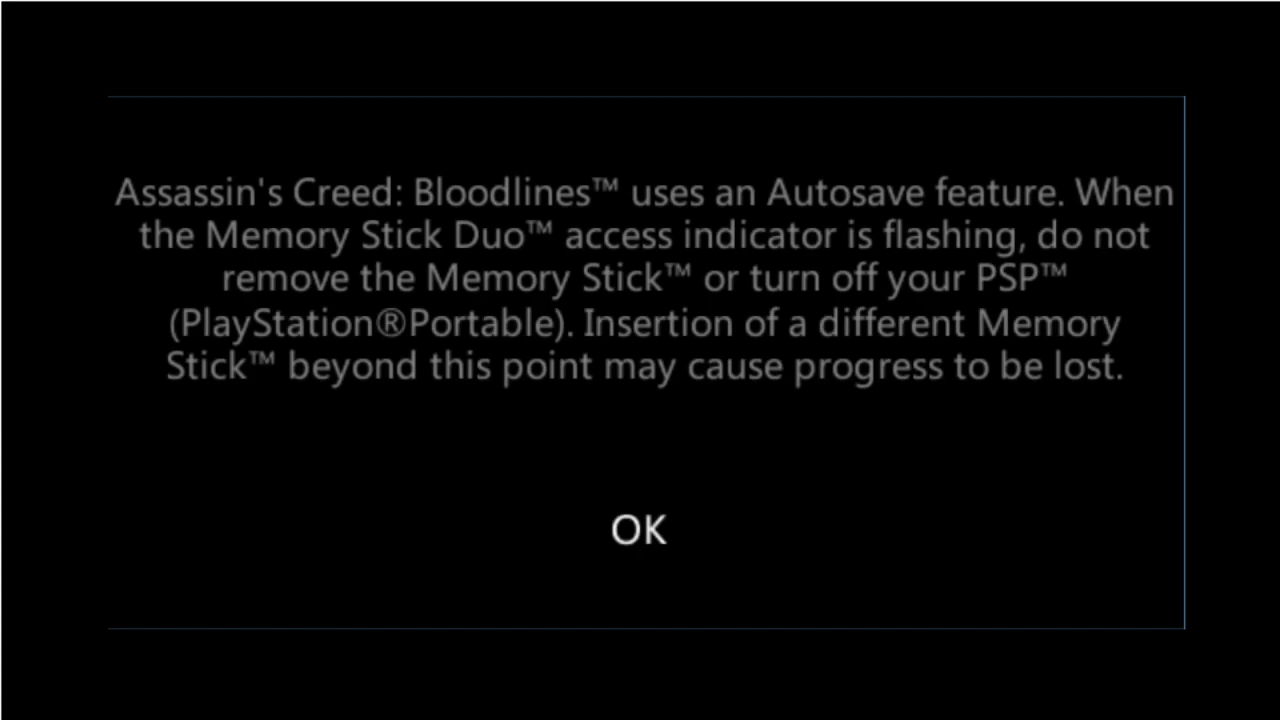 Assassin's Creed: Bloodlines™ uses an Autosave feature. When
the Memory Stick Duo™ access indicator is flashing, do not
remove the Memory Stick™ or turn off your PSP™
(PlayStation®Portable). Insertion of a different Memory
Stick™ beyond this point may cause progress to be lost.
OK